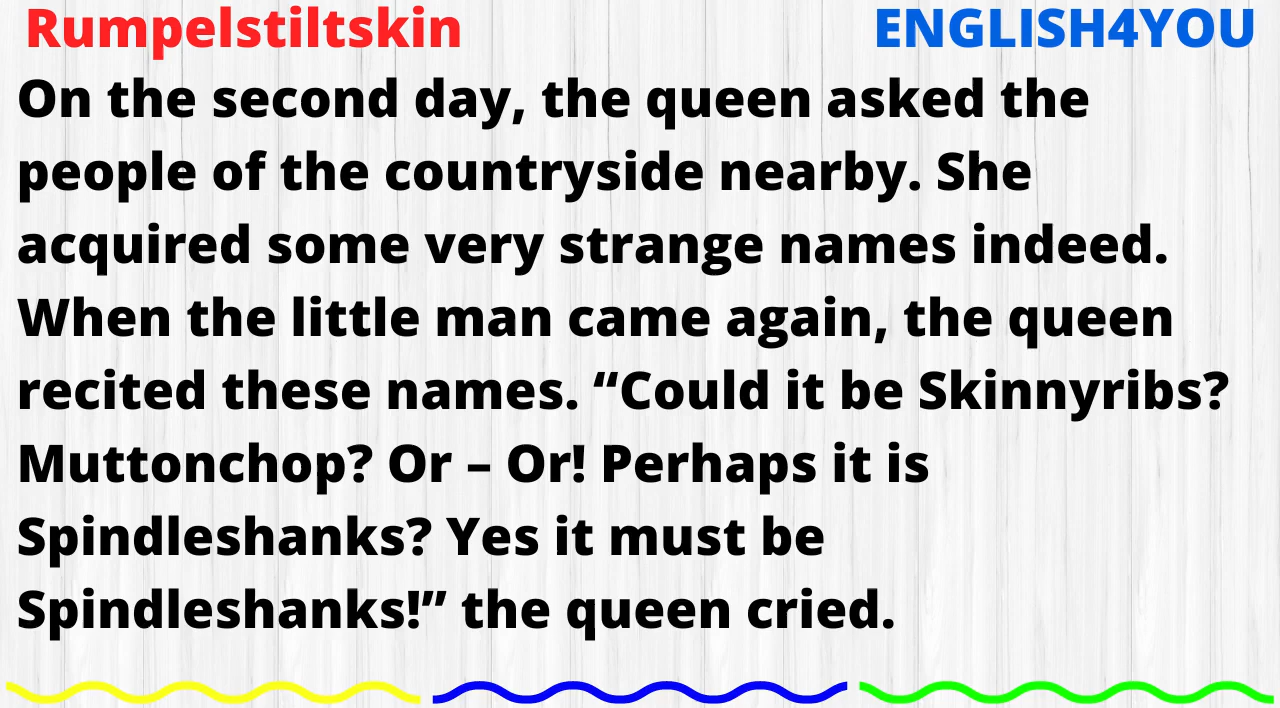 Rumpelstiltskin ENGLISH4YOU
On the second day, the queen asked the
people of the countryside nearby. She
acquired some very strange names indeed.
When the little man came again, the queen
recited these names. “Could it be Skinnyribs?
Muttonchop? Or – Or! Perhaps it is
Spindleshanks? Yes it must be
Spindleshanks!” the queen cried.